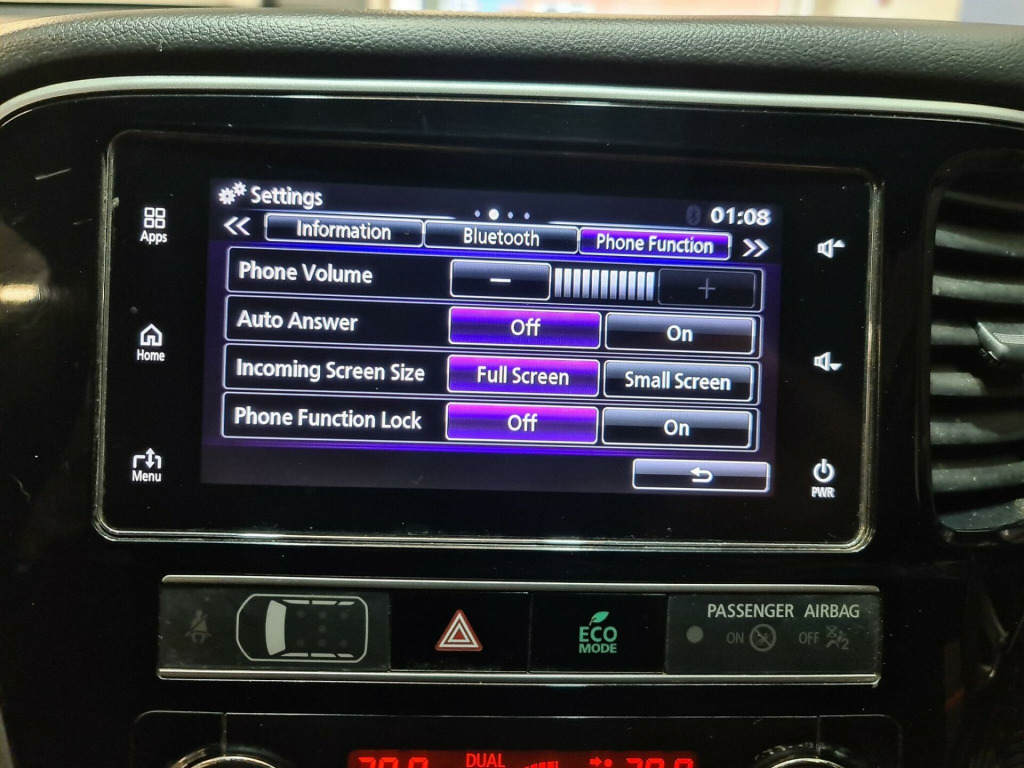 Settings
01:08
Information Bluetooth Phone Function
Phone Volume − +
Auto Answer Off On
Incoming Screen Size Full Screen Small Screen
Phone Function Lock Off On
Apps
Home
Menu
PWR
PASSENGER AIRBAG
ON OFF
ECO
MODE
DUAL